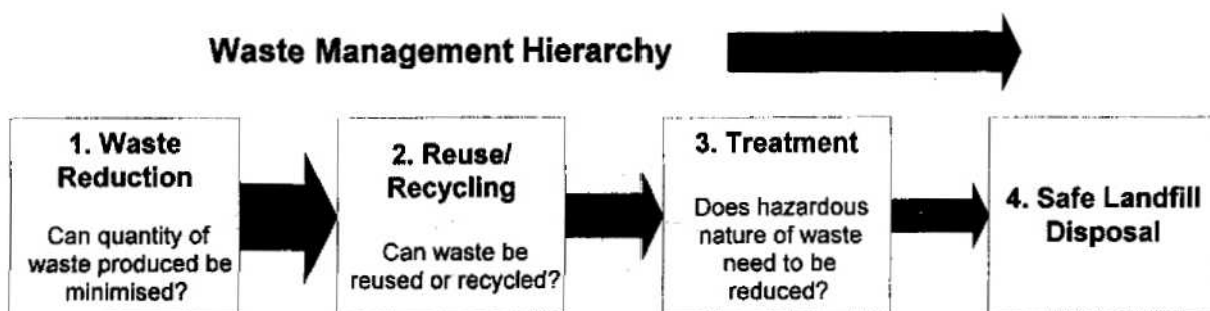 Waste Management Hierarchy
1. Waste
Reduction
Can quantity of
waste produced be
minimised?
2. Reuse/
Recycling
Can waste be
reused or recycled?
3. Treatment
Does hazardous
nature of waste
need to be
reduced?
4. Safe Landfill
Disposal